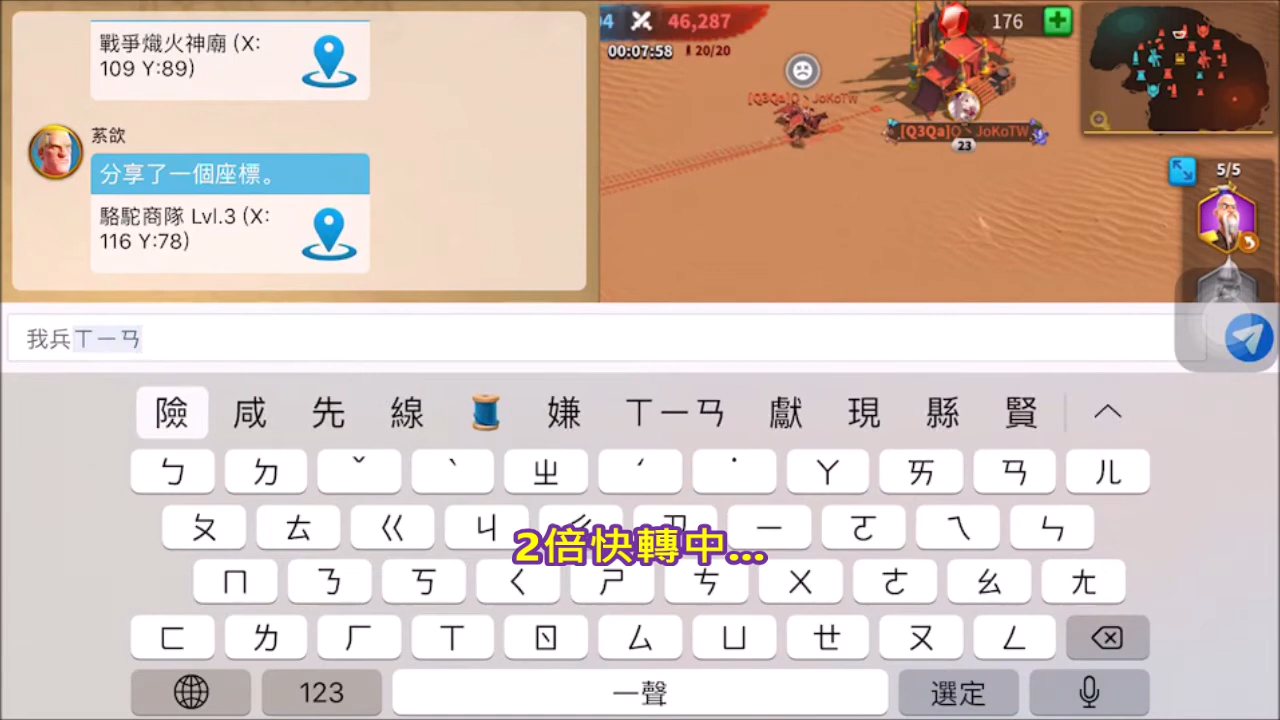 戰爭熾火神廟 (X:
109 Y:89)
蔂歛
分享了一個座標。
駱駝商隊 Lvl.3 (X:
116 Y:78)
46,287
00:07:58
20/20
176
[Q3Qa]O丶JoKoTW
[Q3Qa]O丶JoKoTW
23
5/5
我兵ㄒㄧㄢ
險 咸 先 線 嫌 ㄒㄧㄢ 獻 現 縣 賢
ㄅ ㄉ ˇ ˋ ㄓ ˊ ˙ ㄚ ㄞ ㄢ ㄦ
ㄆ ㄊ ㄍ ㄐ ㄔ ㄗ ㄧ ㄛ ㄟ ㄣ
2倍快轉中...
ㄇ ㄋ ㄎ ㄑ ㄕ ㄘ ㄨ ㄜ ㄠ ㄤ
ㄈ ㄌ ㄏ ㄒ ㄖ ㄙ ㄩ ㄝ ㄡ ㄥ
123
一聲
選定